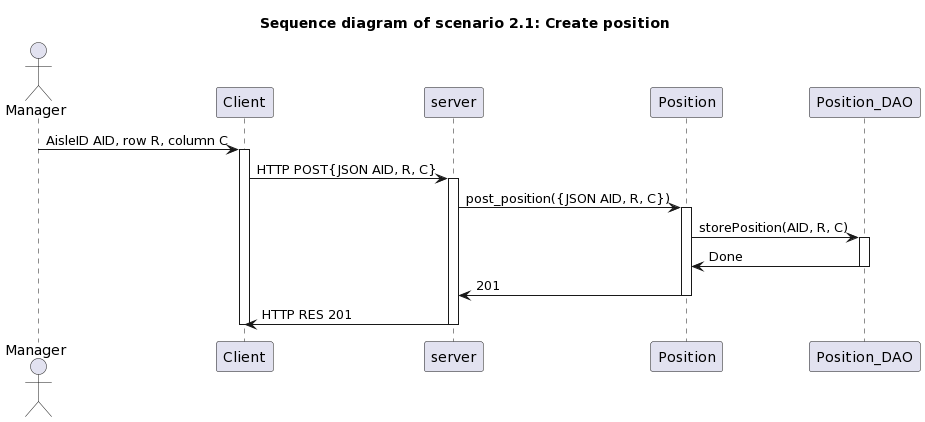 Sequence diagram of scenario 2.1: Create position
Manager
Client
server
Position
Position_DAO
AisleID AID, row R, column C
HTTP POST{JSON AID, R, C}
post_position({JSON AID, R, C})
storePosition(AID, R, C)
Done
201
HTTP RES 201
Manager
Client
server
Position
Position_DAO